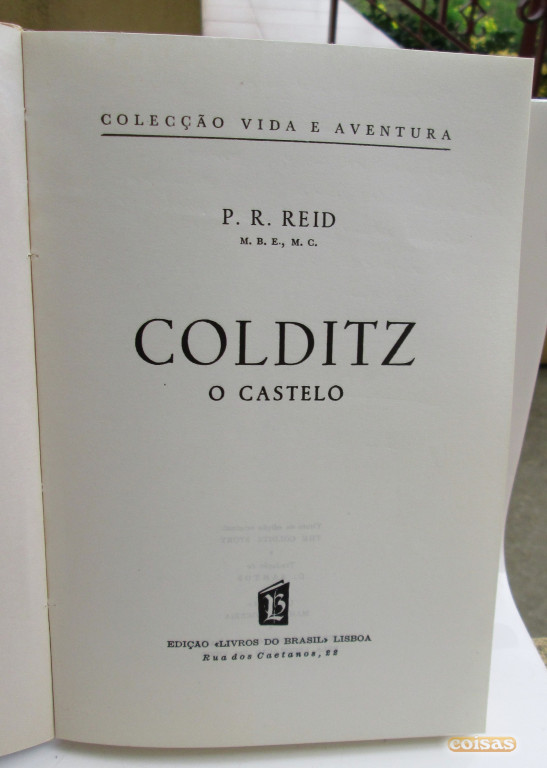 COLECÇÃO VIDA E AVENTURA
P. R. REID
M. B. E., M. C.
COLDITZ
O CASTELO
EDIÇÃO «LIVROS DO BRASIL» LISBOA
Rua dos Caetanos, 22
coisas